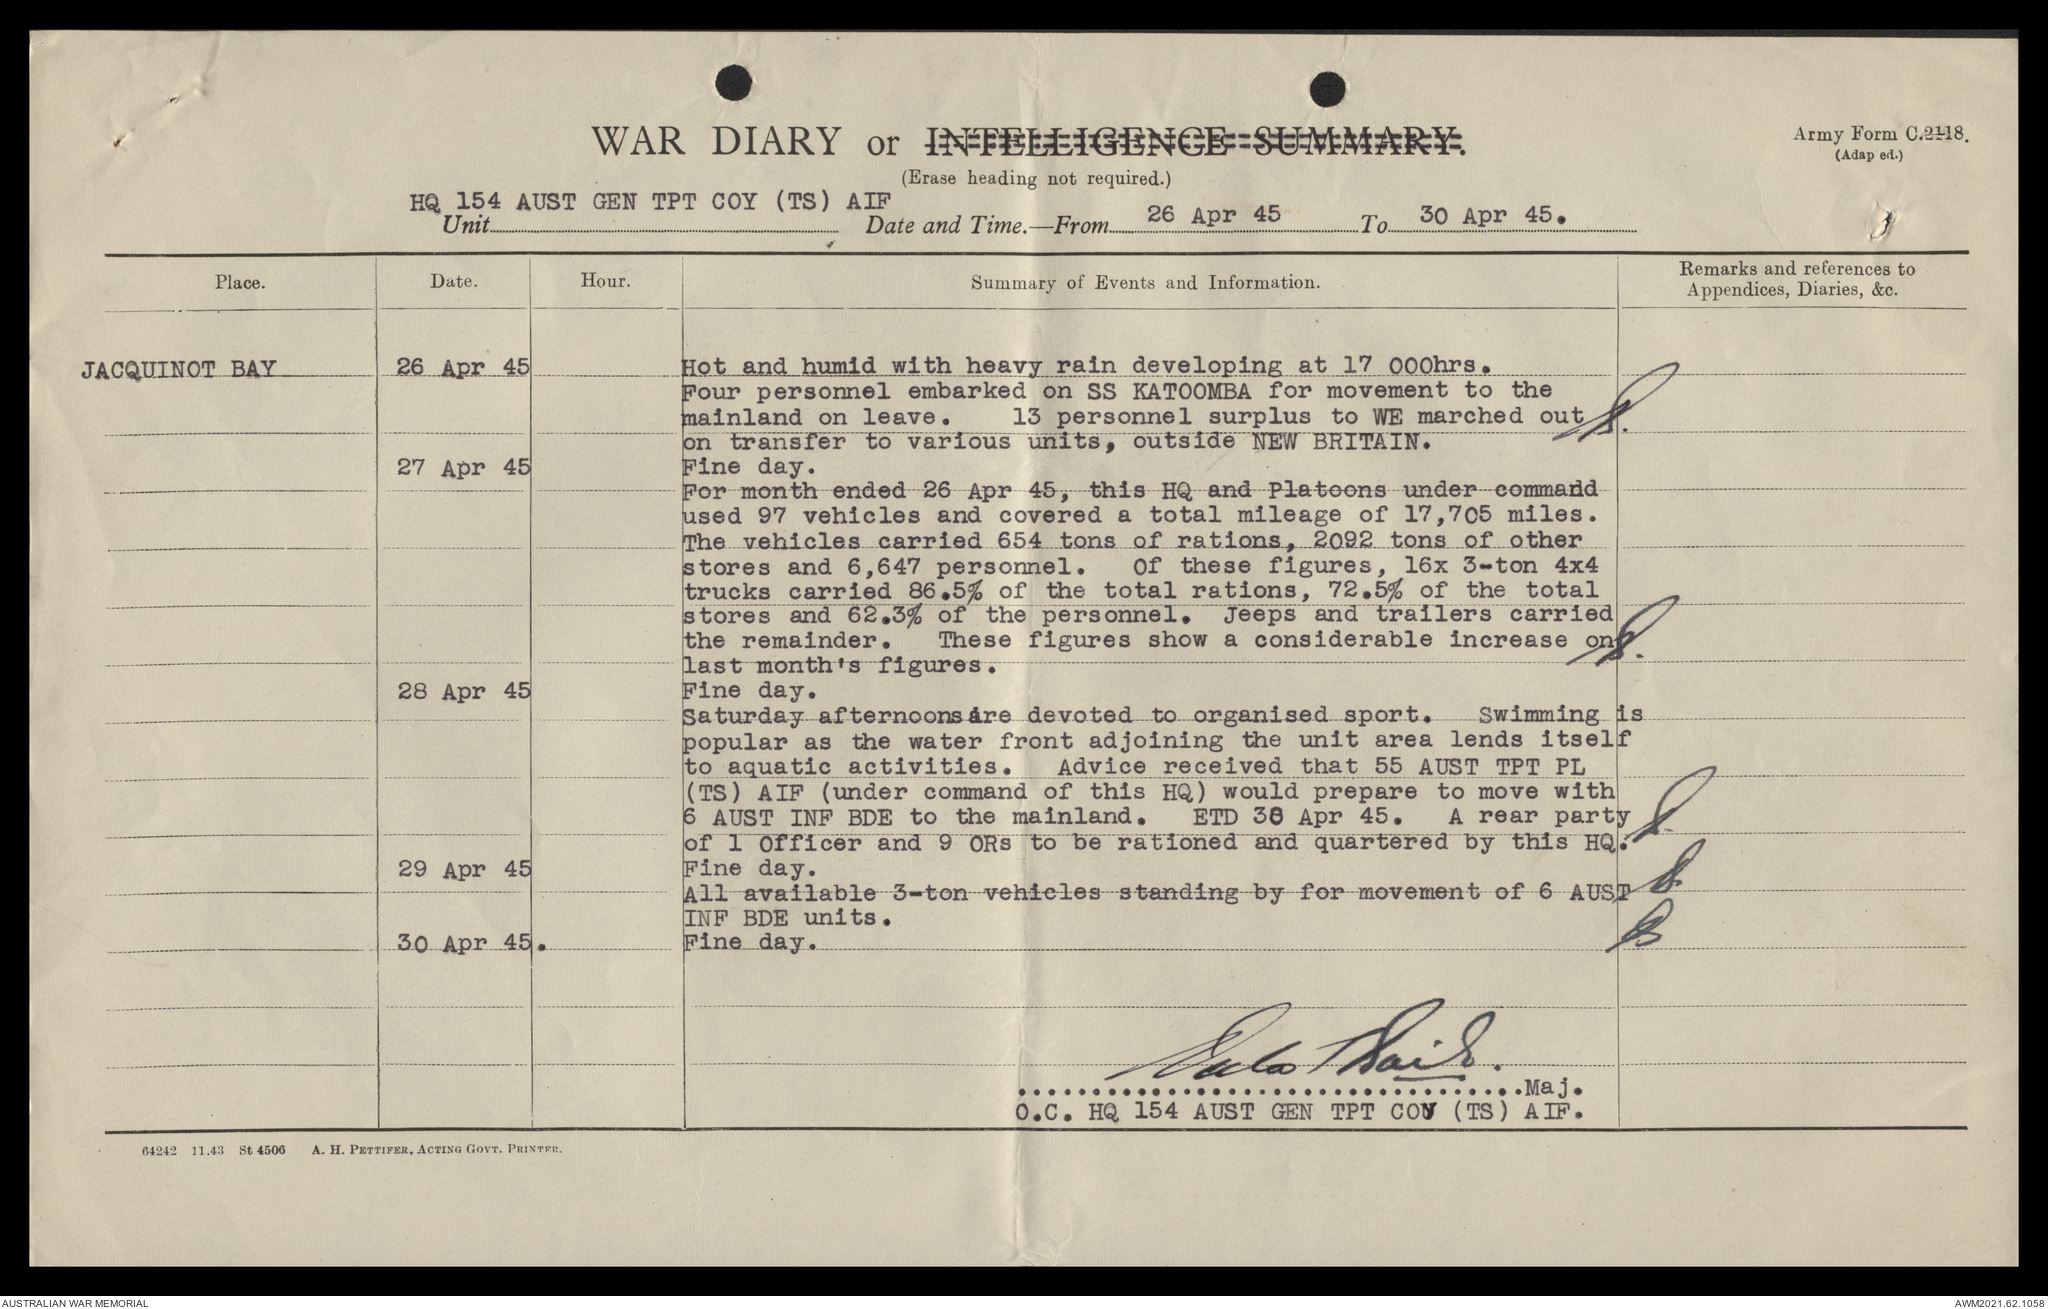 WAR DIARY or INTELLIGENCE SUMMARY.
Army Form C.2118.
(Adap ed.)
(Erase heading not required.)
HQ 154 AUST GEN TPT COY (TS) AIF
Unit Date and Time.—From 26 Apr 45 To 30 Apr 45.
Place. Date. Hour. Summary of Events and Information. Remarks and references to
Appendices, Diaries, &c.
JACQUINOT BAY 26 Apr 45 Hot and humid with heavy rain developing at 17 000hrs.
Four personnel embarked on SS KATOOMBA for movement to the
mainland on leave. 13 personnel surplus to WE marched out
on transfer to various units, outside NEW BRITAIN.
27 Apr 45 Fine day.
For month ended 26 Apr 45, this HQ and Platoons under command
used 97 vehicles and covered a total mileage of 17,705 miles.
The vehicles carried 654 tons of rations, 2092 tons of other
stores and 6,647 personnel. Of these figures, 16x 3-ton 4x4
trucks carried 86.5% of the total rations, 72.5% of the total
stores and 62.3% of the personnel. Jeeps and trailers carried
the remainder. These figures show a considerable increase on
last month's figures.
28 Apr 45 Fine day.
Saturday afternoons are devoted to organised sport. Swimming is
popular as the water front adjoining the unit area lends itself
to aquatic activities. Advice received that 55 AUST TPT PL
(TS) AIF (under command of this HQ) would prepare to move with
6 AUST INF BDE to the mainland. ETD 30 Apr 45. A rear party
of 1 Officer and 9 ORs to be rationed and quartered by this HQ.
29 Apr 45 Fine day.
All available 3-ton vehicles standing by for movement of 6 AUST
INF BDE units.
30 Apr 45. Fine day.
..................................Maj.
O.C. HQ 154 AUST GEN TPT COY (TS) AIF.
64242 11.43 St 4506 A. H. PETTIFER, ACTING GOVT. PRINTER.
AUSTRALIAN WAR MEMORIAL AWM2021.62.1058